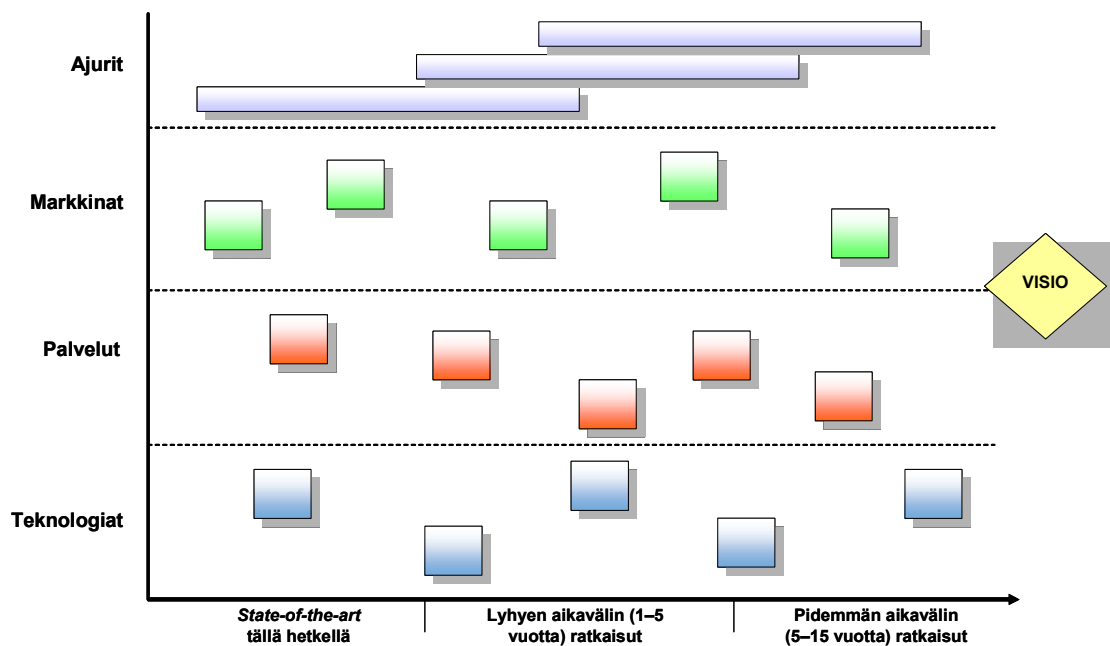 Ajurit
Markkinat
VISIO
Palvelut
Teknologiat
State-of-the-art
tällä hetkellä
Lyhyen aikavälin (1–5
vuotta) ratkaisut
Pidemmän aikavälin
(5–15 vuotta) ratkaisut